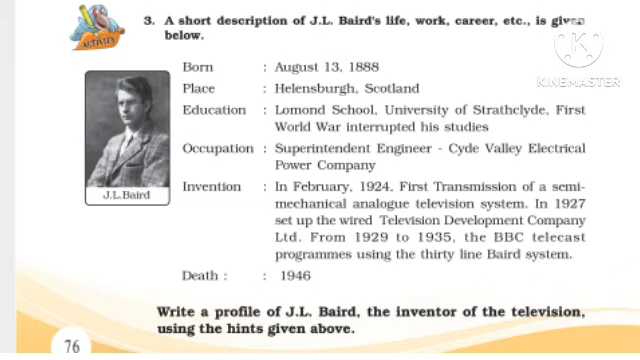 ACTIVITY
3. A short description of J.L. Baird's life, work, career, etc., is given
below.
KINEMASTER
Born : August 13, 1888
Place : Helensburgh, Scotland
Education : Lomond School, University of Strathclyde, First
World War interrupted his studies
Occupation : Superintendent Engineer - Cyde Valley Electrical
Power Company
J.L.Baird
Invention : In February, 1924, First Transmission of a semi-
mechanical analogue television system. In 1927
set up the wired Television Development Company
Ltd. From 1929 to 1935, the BBC telecast
programmes using the thirty line Baird system.
Death : : 1946
Write a profile of J.L. Baird, the inventor of the television,
using the hints given above.
76